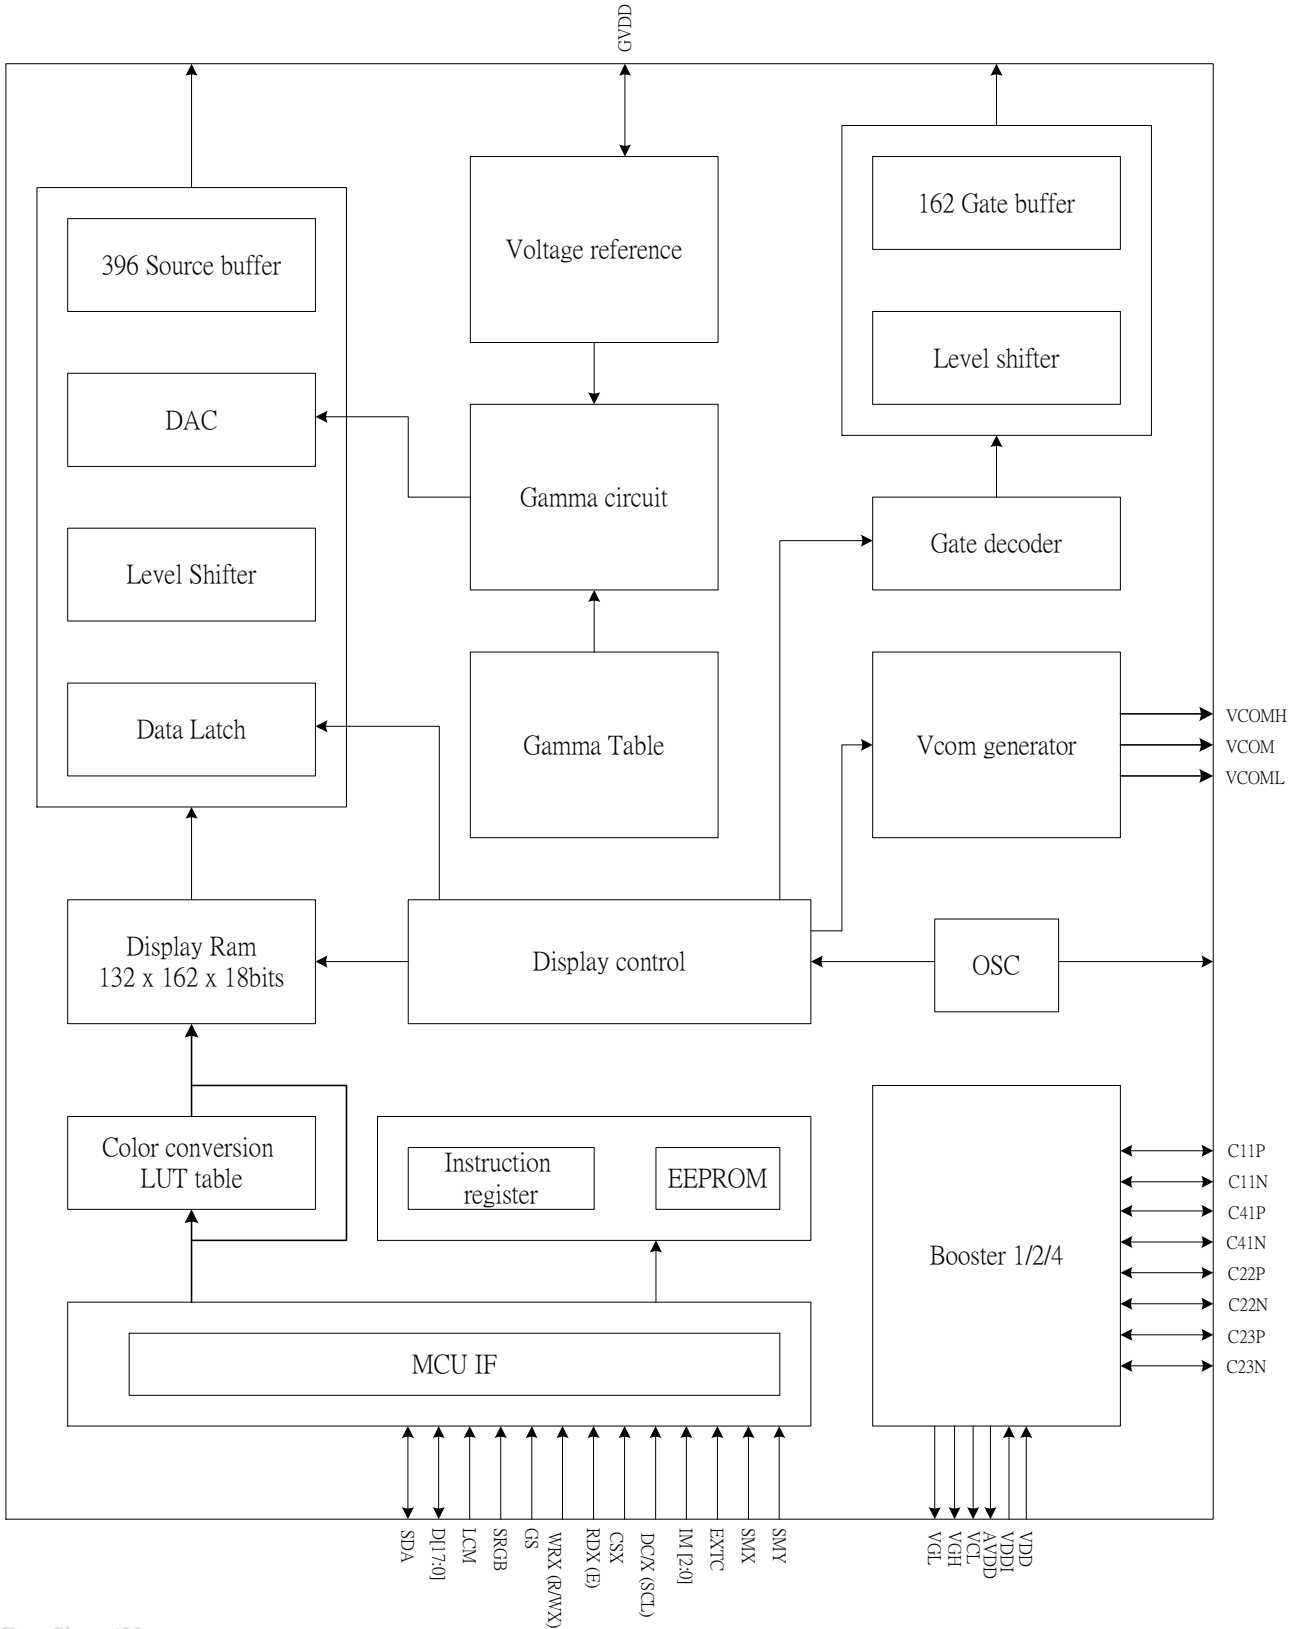 GVDD
396 Source buffer
DAC
Level Shifter
Data Latch
Voltage reference
Gamma circuit
Gamma Table
162 Gate buffer
Level shifter
Gate decoder
Vcom generator
VCOMH
VCOM
VCOML
Display Ram
132 x 162 x 18bits
Display control
OSC
Color conversion
LUT table
Instruction
register
EEPROM
MCU IF
Booster 1/2/4
C11P
C11N
C41P
C41N
C22P
C22N
C23P
C23N
SDA
D[17:0]
LCM
SRGB
GS
WRX (R/WX)
RDX (E)
CSX
DC/X (SCL)
IM [2:0]
EXTC
SMX
SMY
VGL
VGH
VCL
AVDD
VDDI
VDD